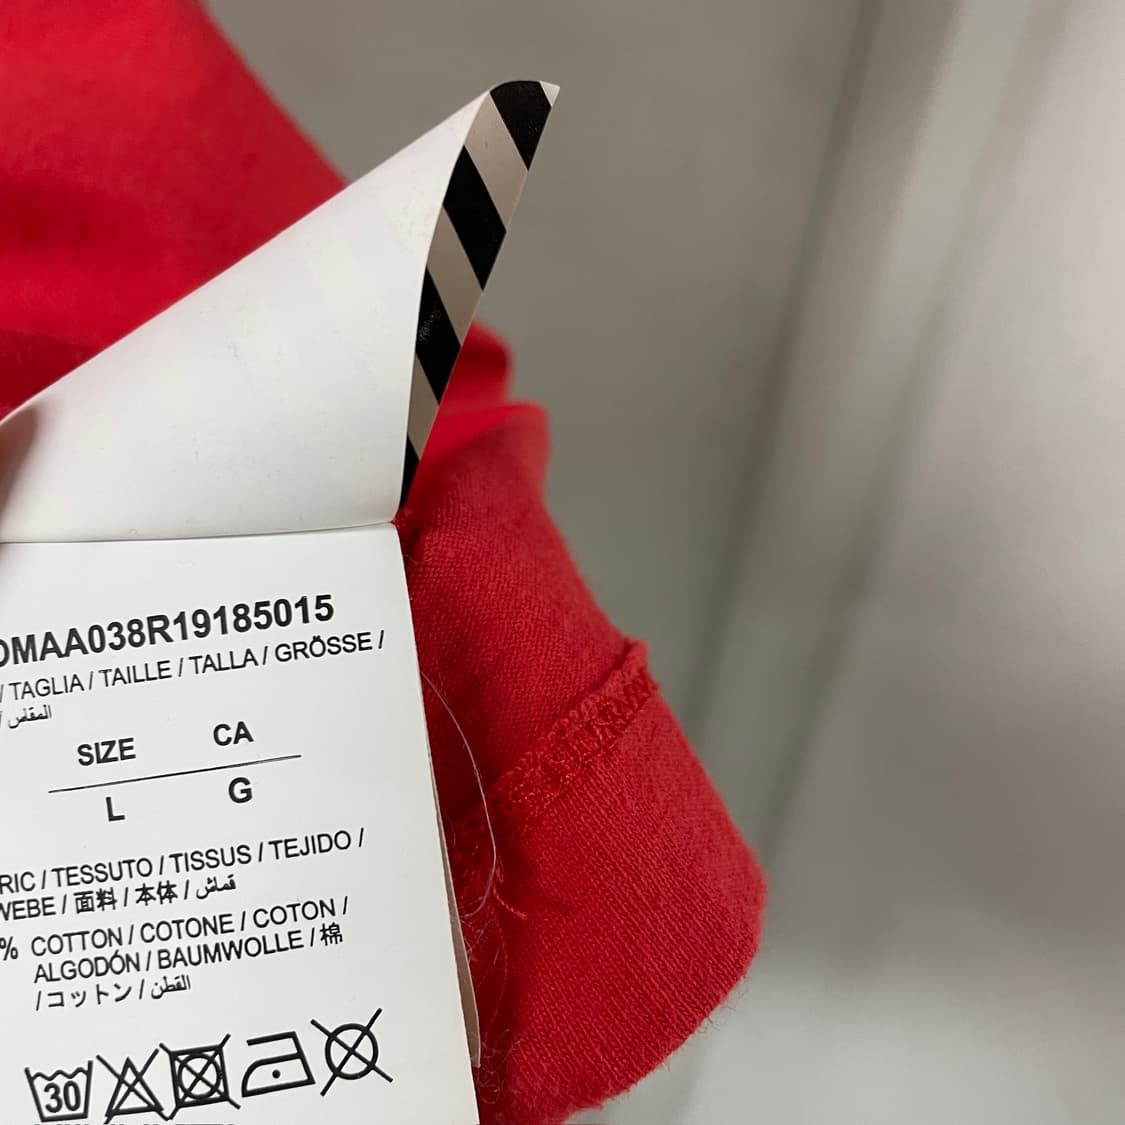 OMAA038R19185015
/ TAGLIA / TAILLE / TALLA / GRÖSSE /
/ المقاس
SIZE CA
L G
RIC / TESSUTO / TISSUS / TEJIDO /
WEBE / 面料 / 本体 / قماش
% COTTON / COTONE / COTON /
ALGODÓN / BAUMWOLLE / 棉
/ コットン / القطن
30